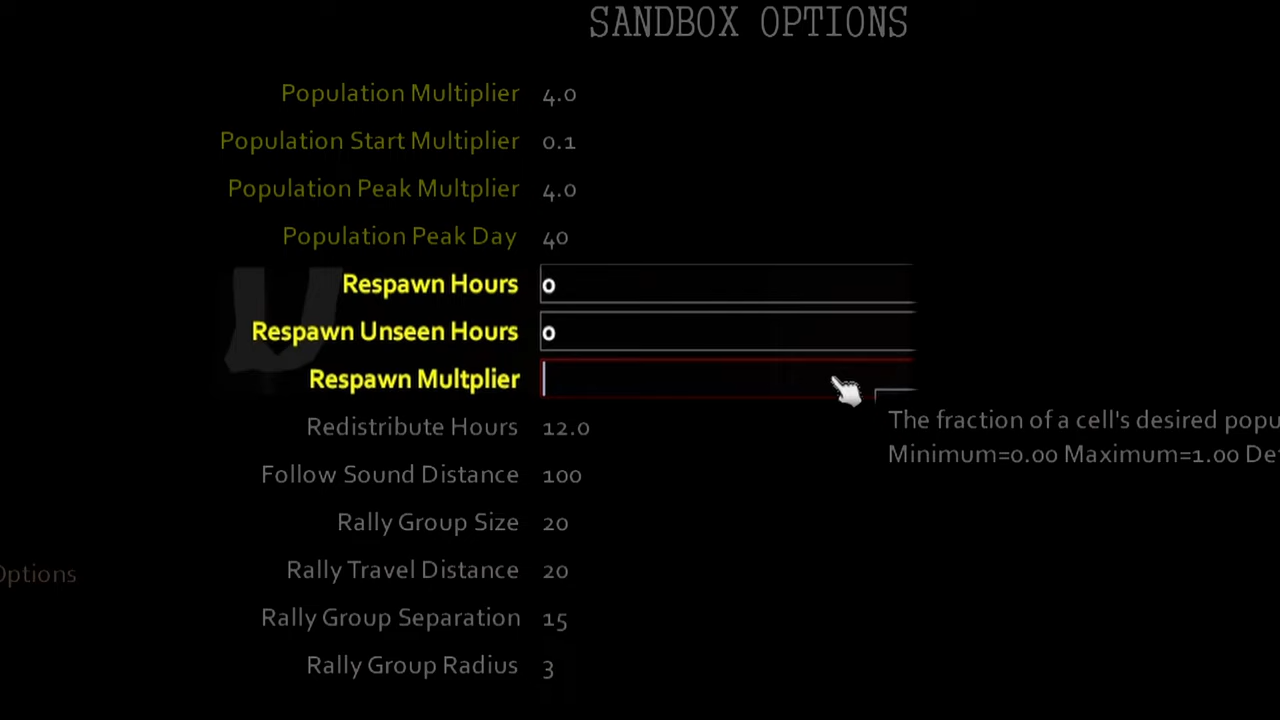 SANDBOX OPTIONS
Population Multiplier 4.0
Population Start Multiplier 0.1
Population Peak Multplier 4.0
Population Peak Day 40
Respawn Hours 0
Respawn Unseen Hours 0
Respawn Multplier
Redistribute Hours 12.0
The fraction of a cell's desired popu
Minimum=0.00 Maximum=1.00 De
Follow Sound Distance 100
Rally Group Size 20
Rally Travel Distance 20
Options
Rally Group Separation 15
Rally Group Radius 3